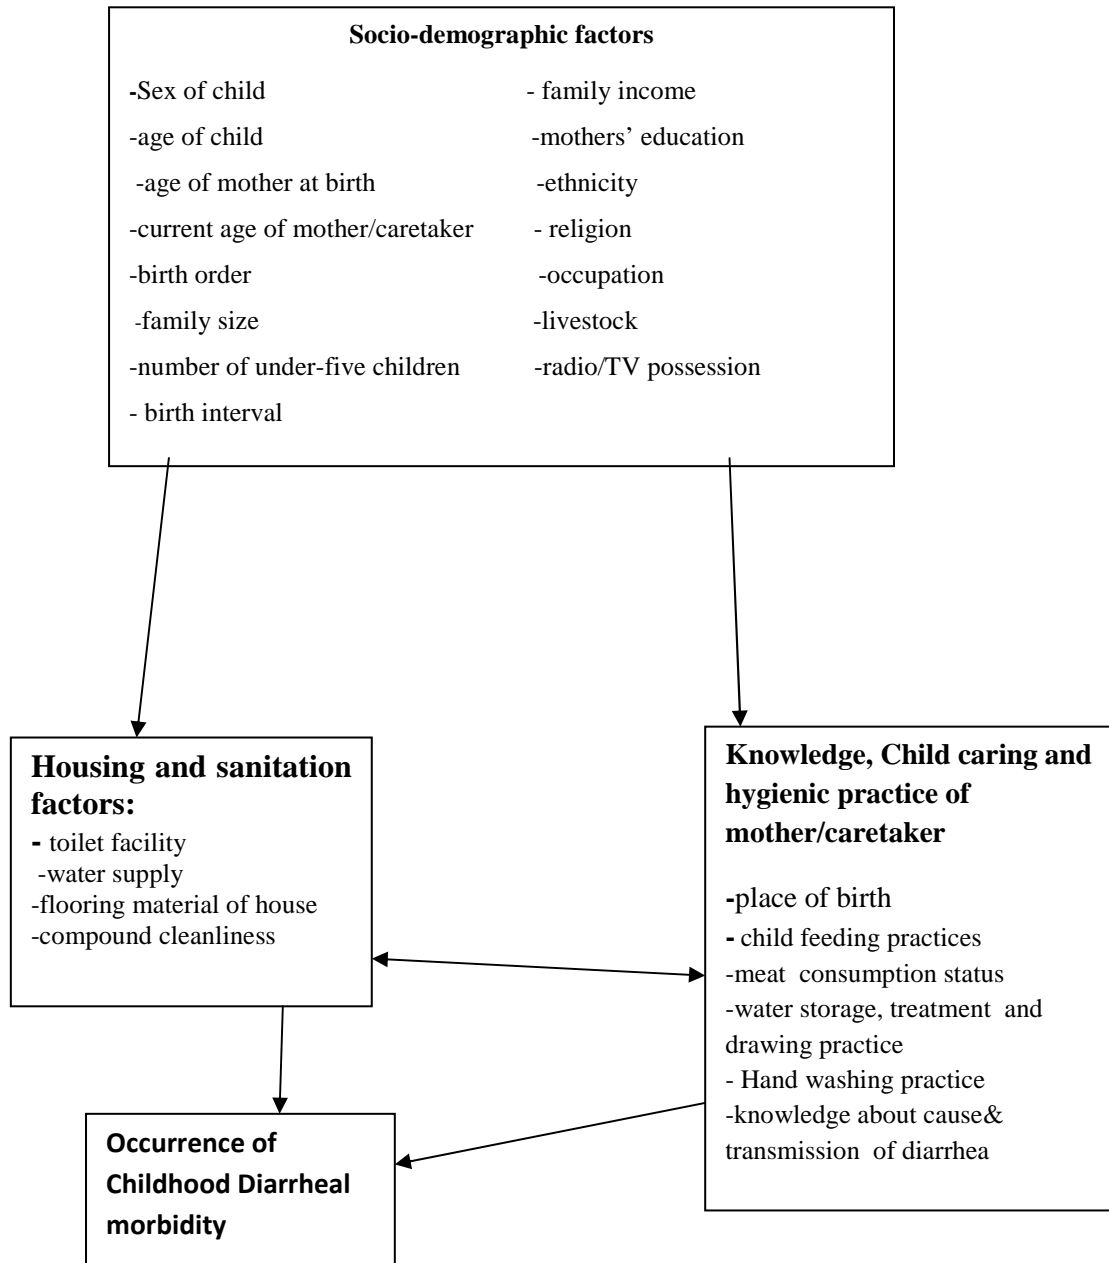 Socio-demographic factors
-Sex of child - family income
-age of child -mothers’ education
-age of mother at birth -ethnicity
-current age of mother/caretaker - religion
-birth order -occupation
-family size -livestock
-number of under-five children -radio/TV possession
- birth interval
Housing and sanitation
factors:
- toilet facility
-water supply
-flooring material of house
-compound cleanliness
Knowledge, Child caring and
hygienic practice of
mother/caretaker
-place of birth
- child feeding practices
-meat consumption status
-water storage, treatment and
drawing practice
- Hand washing practice
-knowledge about cause&
transmission of diarrhea
Occurrence of
Childhood Diarrheal
morbidity